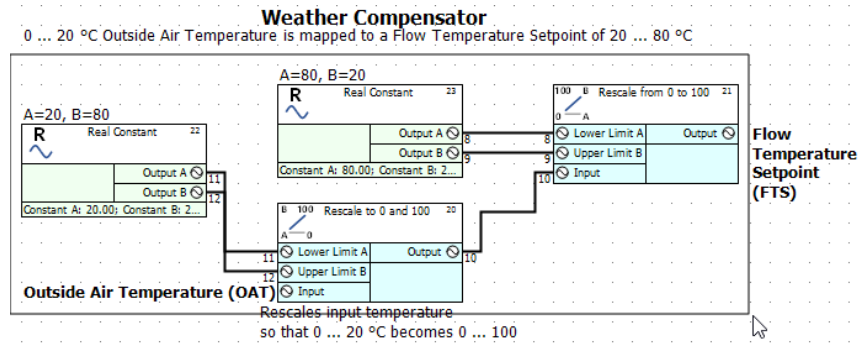 Weather Compensator
0 ... 20 ºC Outside Air Temperature is mapped to a Flow Temperature Setpoint of 20 ... 80 ºC
A=80, B=20
R Real Constant 23
Output A 8
Output B 9
Constant A: 80.00; Constant B: 2...
100 B Rescale from 0 to 100 21
0 A
8 Lower Limit A Output
9 Upper Limit B
10 Input
Flow
Temperature
Setpoint
(FTS)
A=20, B=80
R Real Constant 22
Output A 11
Output B 12
Constant A: 20.00; Constant B: 2...
B 100 Rescale to 0 and 100 20
A 0
11 Lower Limit A Output 10
12 Upper Limit B
Outside Air Temperature (OAT) Input
Rescales input temperature
so that 0 ... 20 ºC becomes 0 ... 100